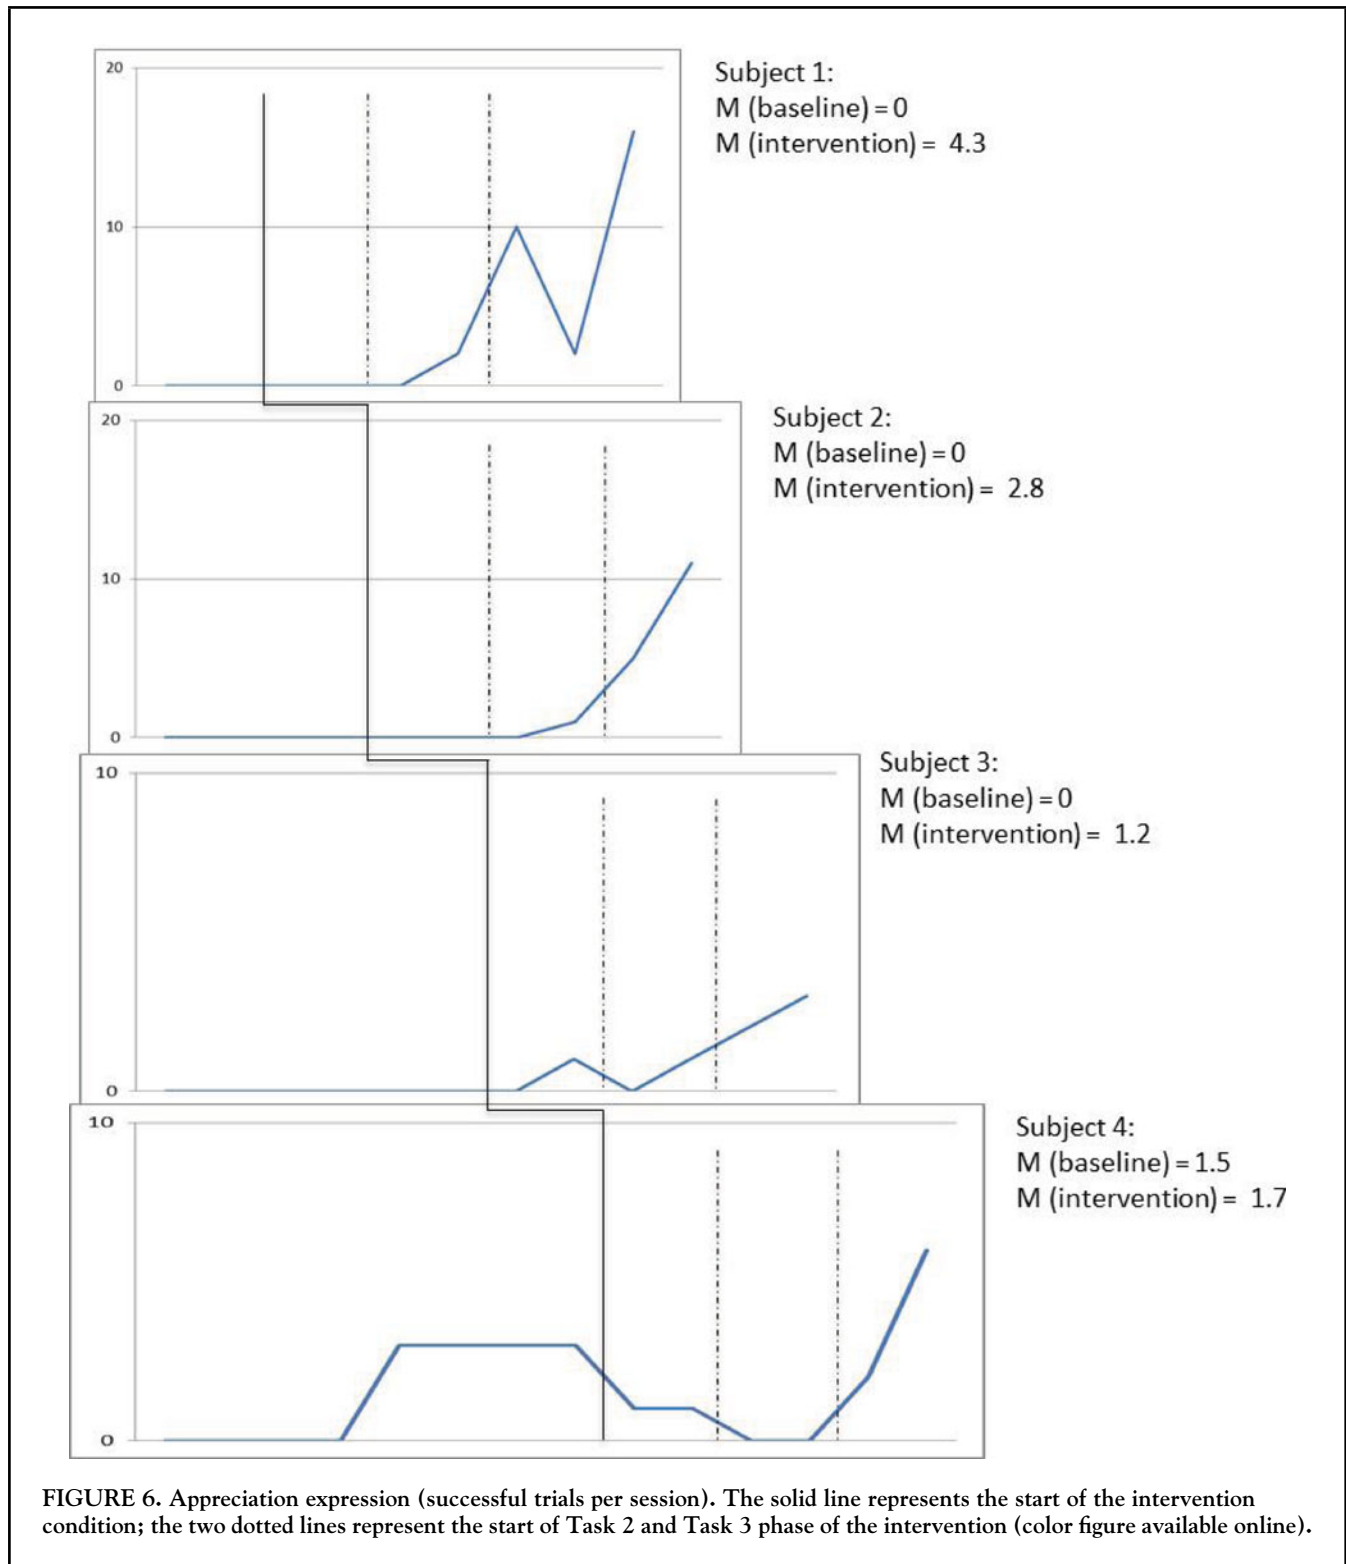 20
10
0
Subject 1:
M (baseline) = 0
M (intervention) = 4.3
20
10
0
Subject 2:
M (baseline) = 0
M (intervention) = 2.8
10
0
Subject 3:
M (baseline) = 0
M (intervention) = 1.2
10
0
Subject 4:
M (baseline) = 1.5
M (intervention) = 1.7
FIGURE 6. Appreciation expression (successful trials per session). The solid line represents the start of the intervention
condition; the two dotted lines represent the start of Task 2 and Task 3 phase of the intervention (color figure available online).